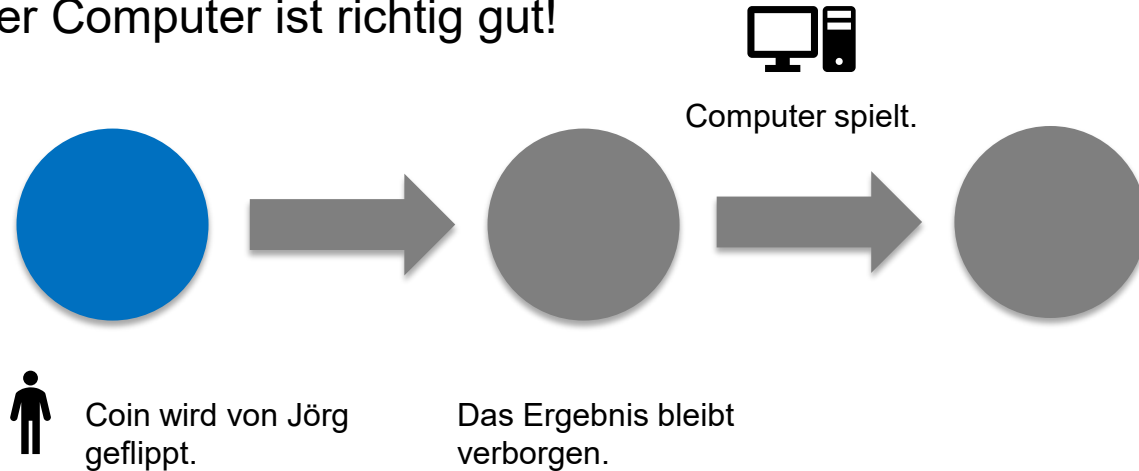 er Computer ist richtig gut!
Computer spielt.
Coin wird von Jörg
geflippt.
Das Ergebnis bleibt
verborgen.